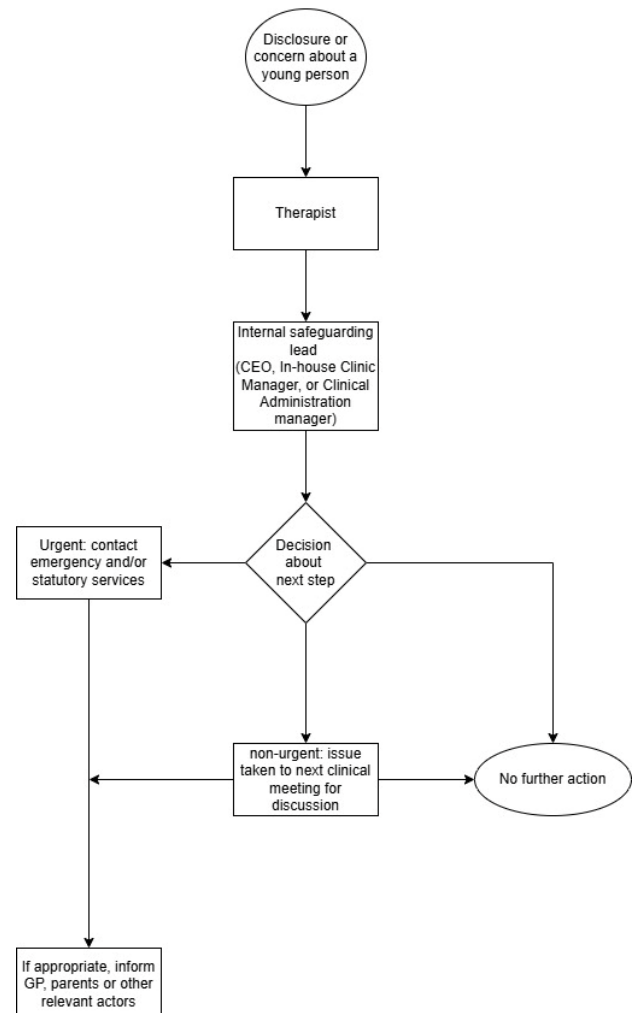 Disclosure or
concern about a
young person
Therapist
Internal safeguarding
lead
(CEO, In-house Clinic
Manager, or Clinical
Administration
manager)
Decision
about
next step
Urgent: contact
emergency and/or
statutory services
non-urgent: issue
taken to next clinical
meeting for
discussion
No further action
If appropriate, inform
GP, parents or other
relevant actors